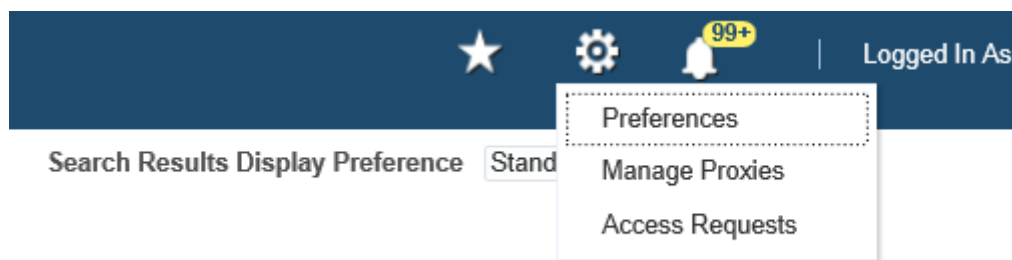 99+
Logged In As
Preferences
Search Results Display Preference Stand
Manage Proxies
Access Requests